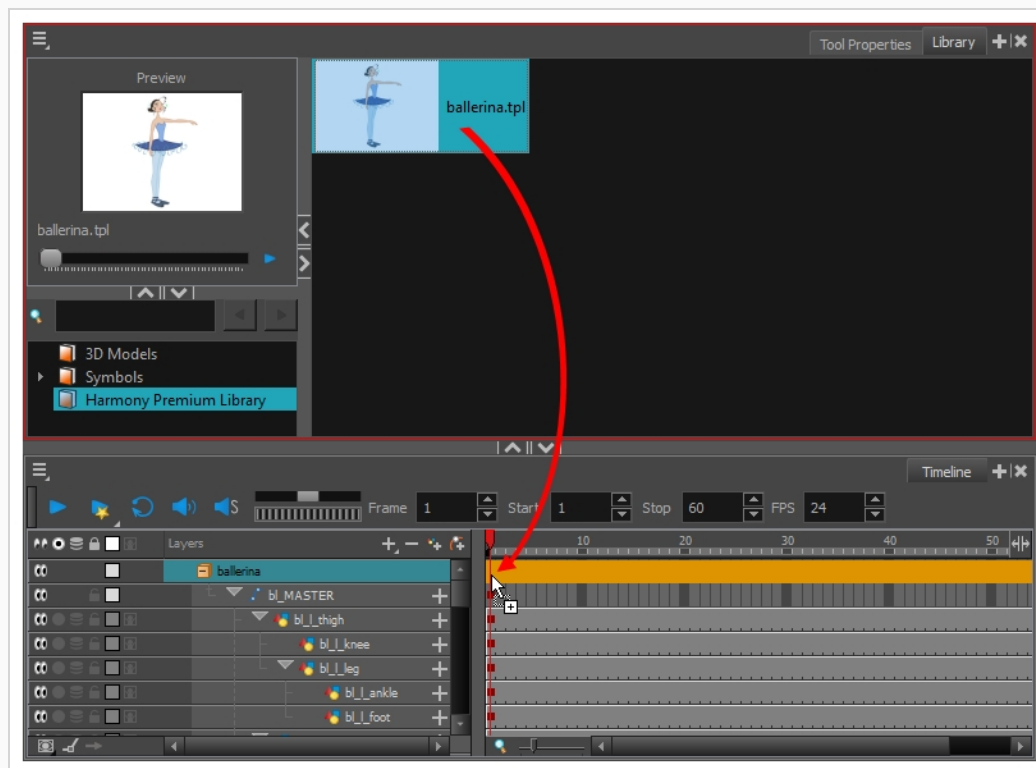 Tool Properties Library
Preview
ballerina.tpl
ballerina.tpl
3D Models
Symbols
Harmony Premium Library
Timeline
S Frame 1 Start 1 Stop 60 FPS 24
Layers 10 20 30 40 50
ballerina
bl_MASTER
bl_l_thigh
bl_l_knee
bl_l_leg
bl_l_ankle
bl_l_foot